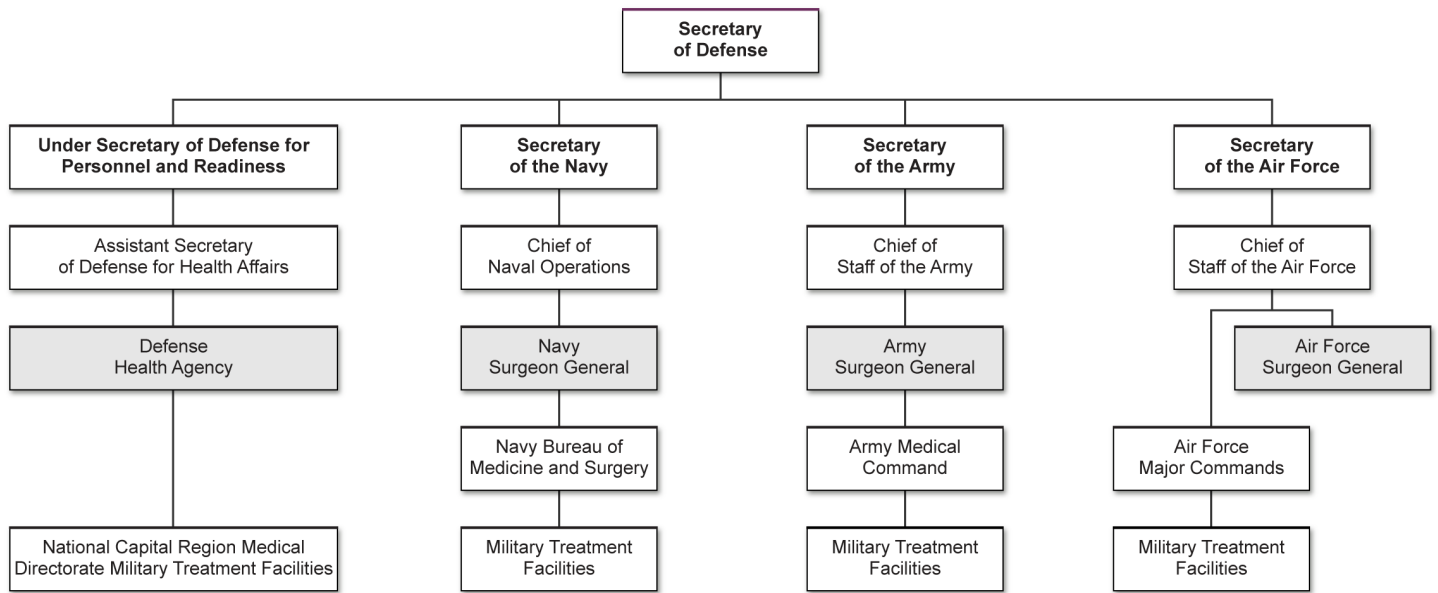 Secretary
of Defense
Under Secretary of Defense for
Personnel and Readiness
Secretary
of the Navy
Secretary
of the Army
Secretary
of the Air Force
Assistant Secretary
of Defense for Health Affairs
Chief of
Naval Operations
Chief of
Staff of the Army
Chief of
Staff of the Air Force
Defense
Health Agency
Navy
Surgeon General
Army
Surgeon General
Air Force
Surgeon General
Navy Bureau of
Medicine and Surgery
Army Medical
Command
Air Force
Major Commands
National Capital Region Medical
Directorate Military Treatment Facilities
Military Treatment
Facilities
Military Treatment
Facilities
Military Treatment
Facilities